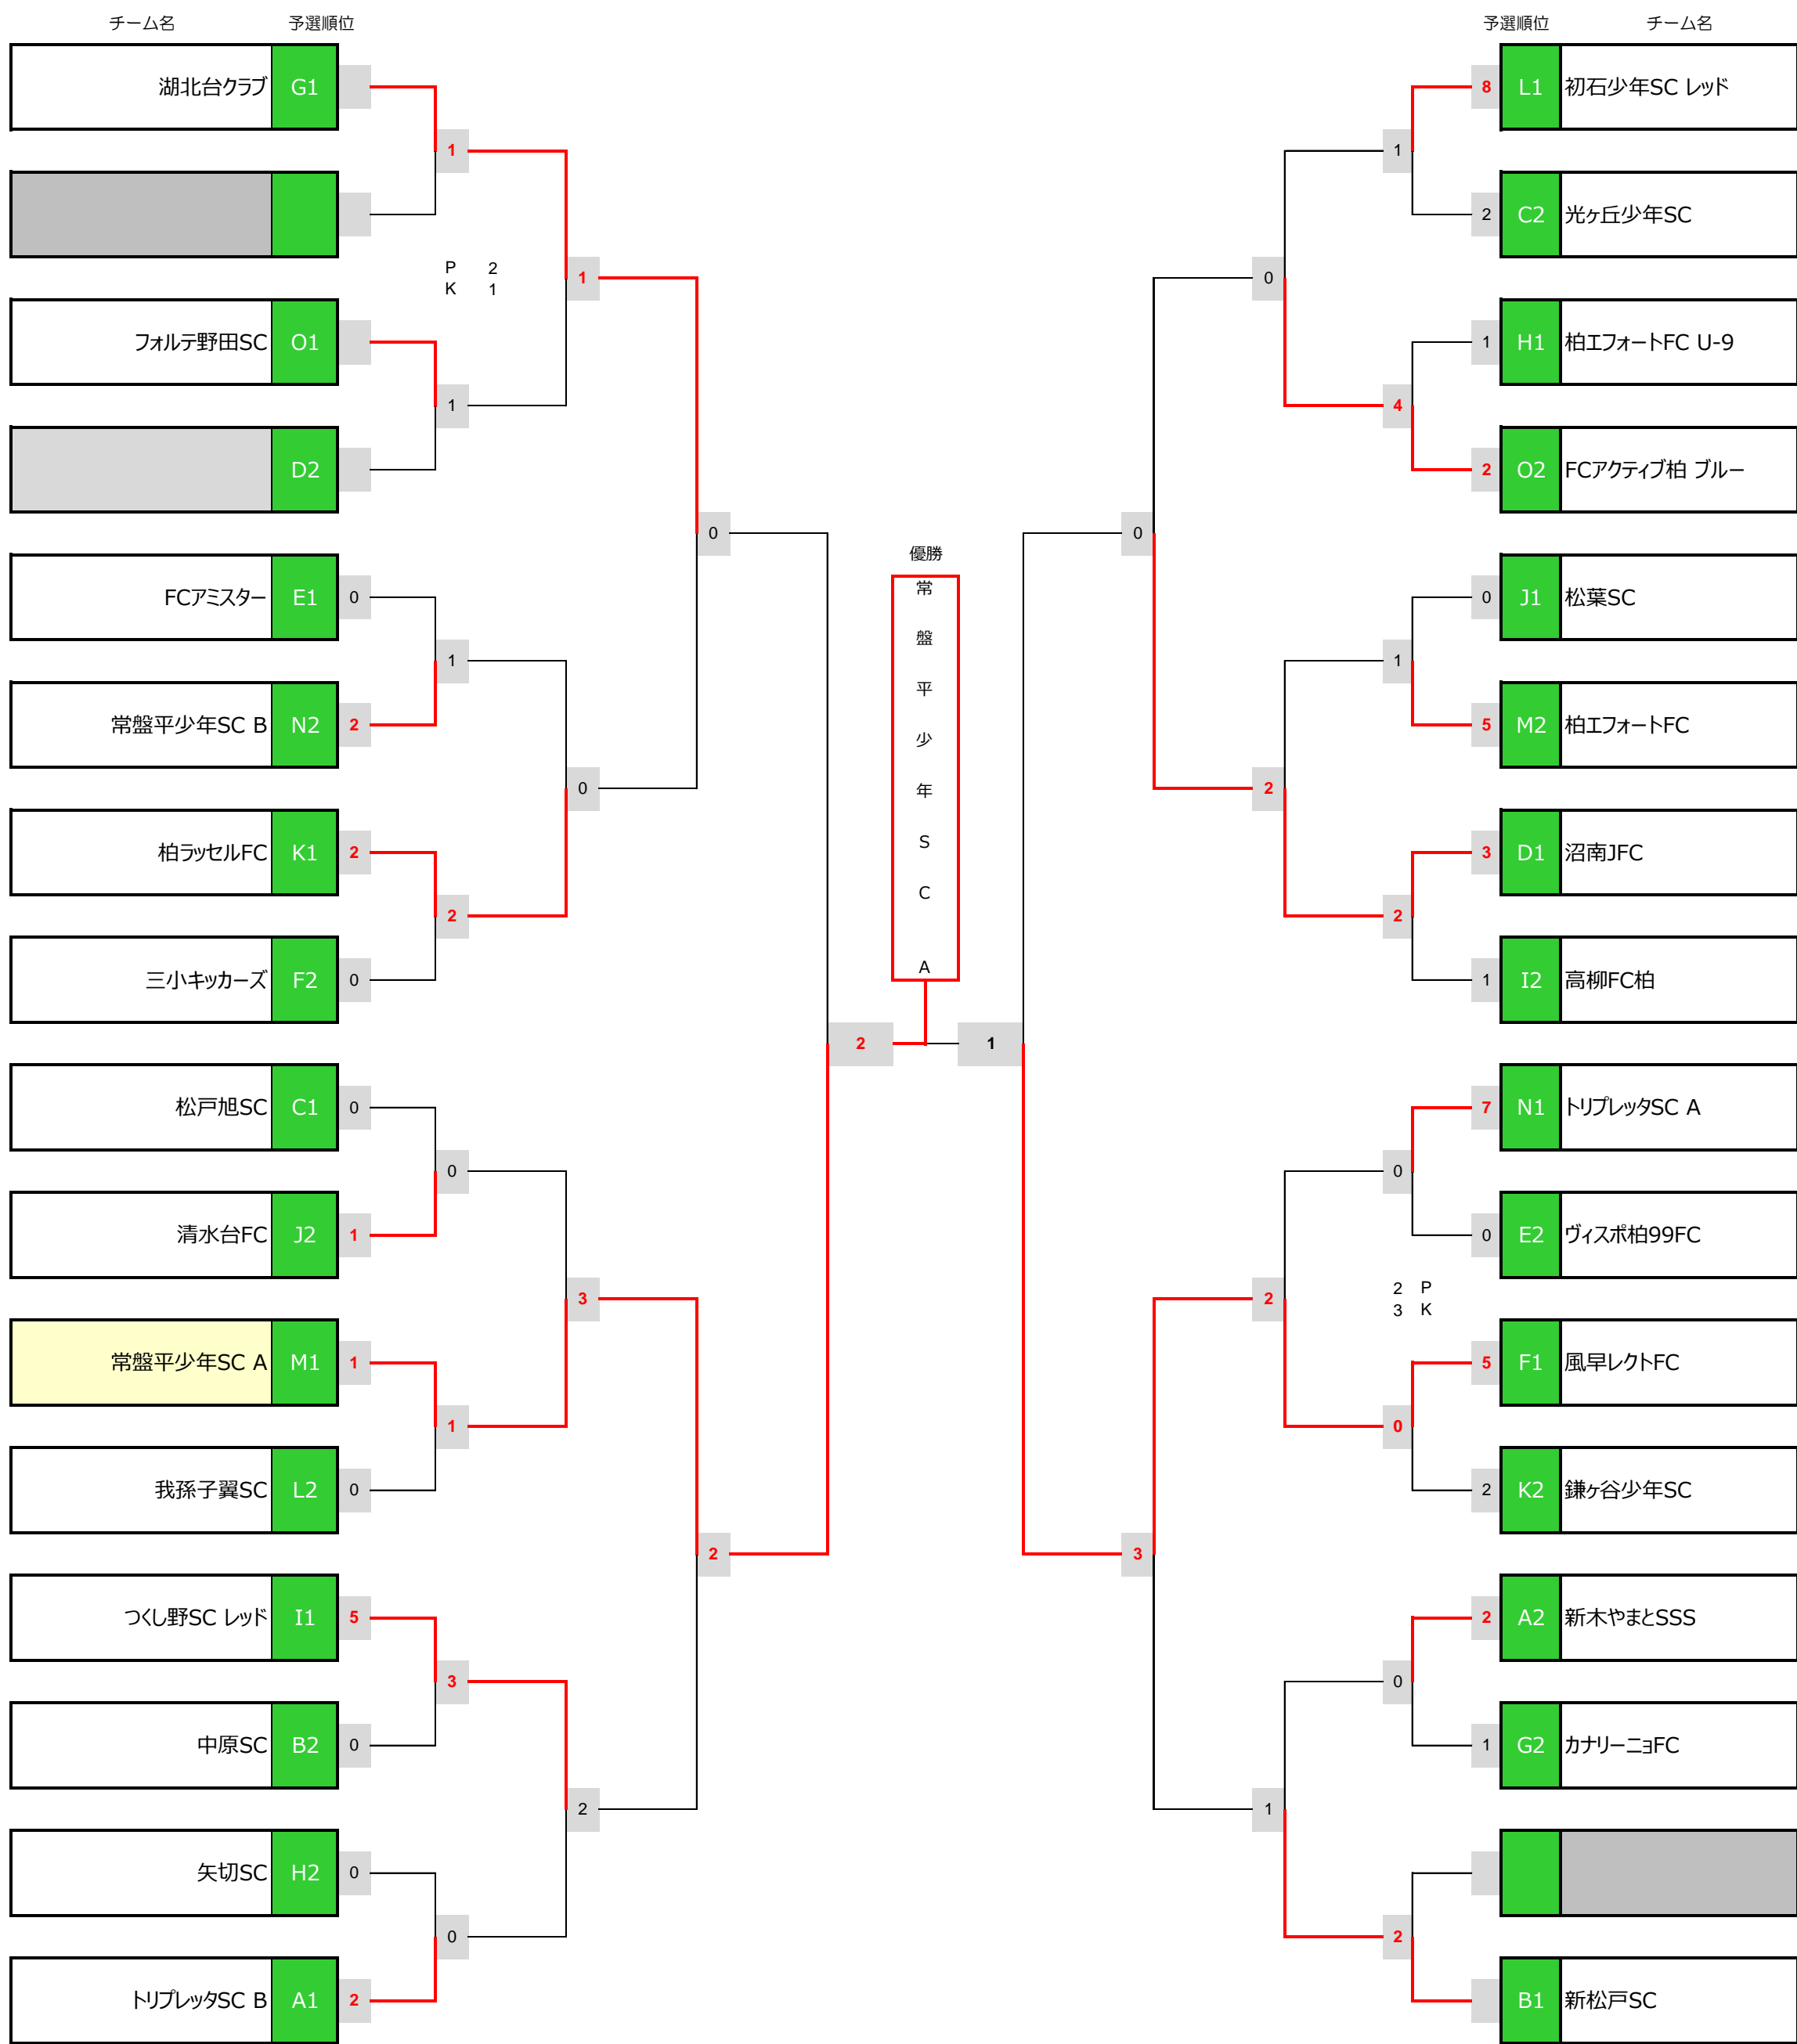 チーム名 予選順位 予選順位 チーム名
湖北台クラブ G1 8 L1 初石少年SC レッド
1 1
2 C2 光ヶ丘少年SC
P 2
K 1
1 0
フォルテ野田SC O1 1 H1 柏エフォートFC U-9
1 4
D2 2 O2 FCアクティブ柏 ブルー
0 0
優勝
常盤平少年SC A
FCアミスター E1 0 0 J1 松葉SC
1 1
常盤平少年SC B N2 2 5 M2 柏エフォートFC
0 2
柏ラッセルFC K1 2 3 D1 沼南JFC
2 2
三小キッカーズ F2 0 1 I2 高柳FC柏
2 1
松戸旭SC C1 0 7 N1 トリプレッタSC A
0 0
清水台FC J2 1 0 E2 ヴィスポ柏99FC
2 P
3 K
3 2
常盤平少年SC A M1 1 5 F1 風早レクトFC
1 0
我孫子翼SC L2 0 2 K2 鎌ヶ谷少年SC
2 3
つくし野SC レッド I1 5 2 A2 新木やまとSSS
3 0
中原SC B2 0 1 G2 カナリーニョFC
2 1
矢切SC H2 0
0 2
トリプレッタSC B A1 2 B1 新松戸SC